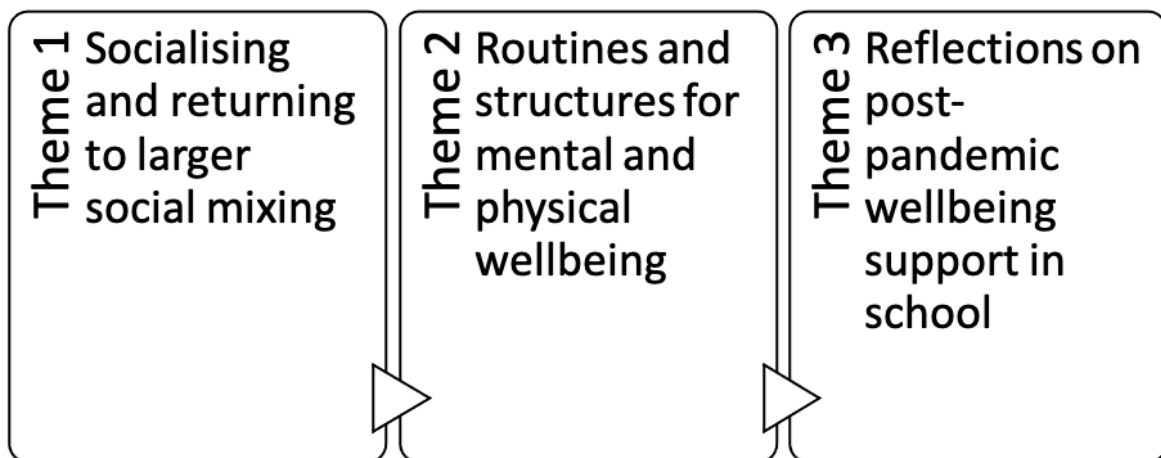 Theme 1
Socialising
and returning
to larger
social mixing
Theme 2
Routines and
structures for
mental and
physical
wellbeing
Theme 3
Reflections on
post-
pandemic
wellbeing
support in
school